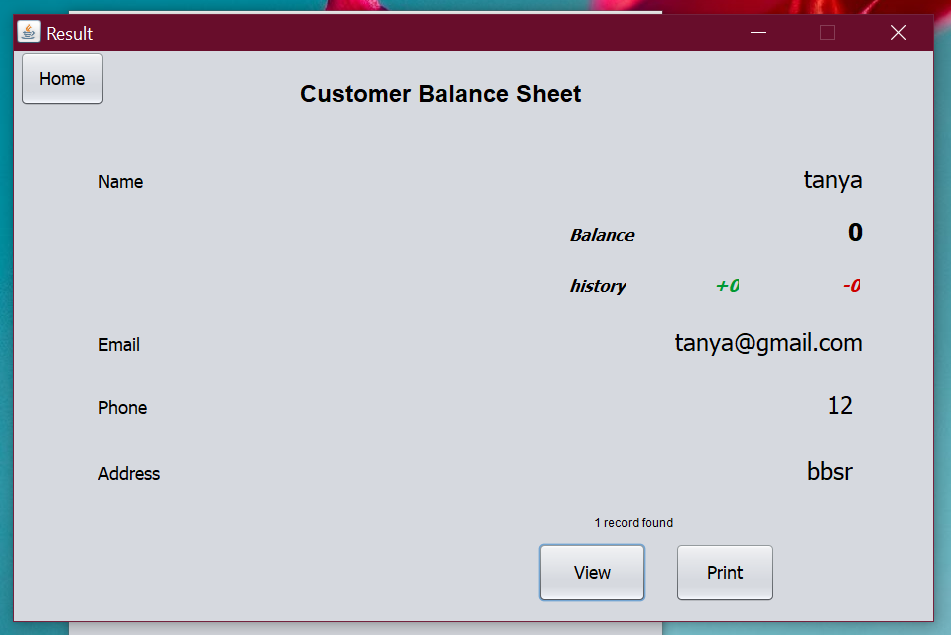 Result
Home
Customer Balance Sheet
Name tanya
Balance 0
history +0 -0
Email tanya@gmail.com
Phone 12
Address bbsr
1 record found
View Print